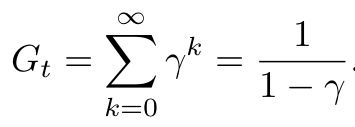 $G_t = \sum_{k=0}^{\infty} \gamma^k = \frac{1}{1-\gamma}.$